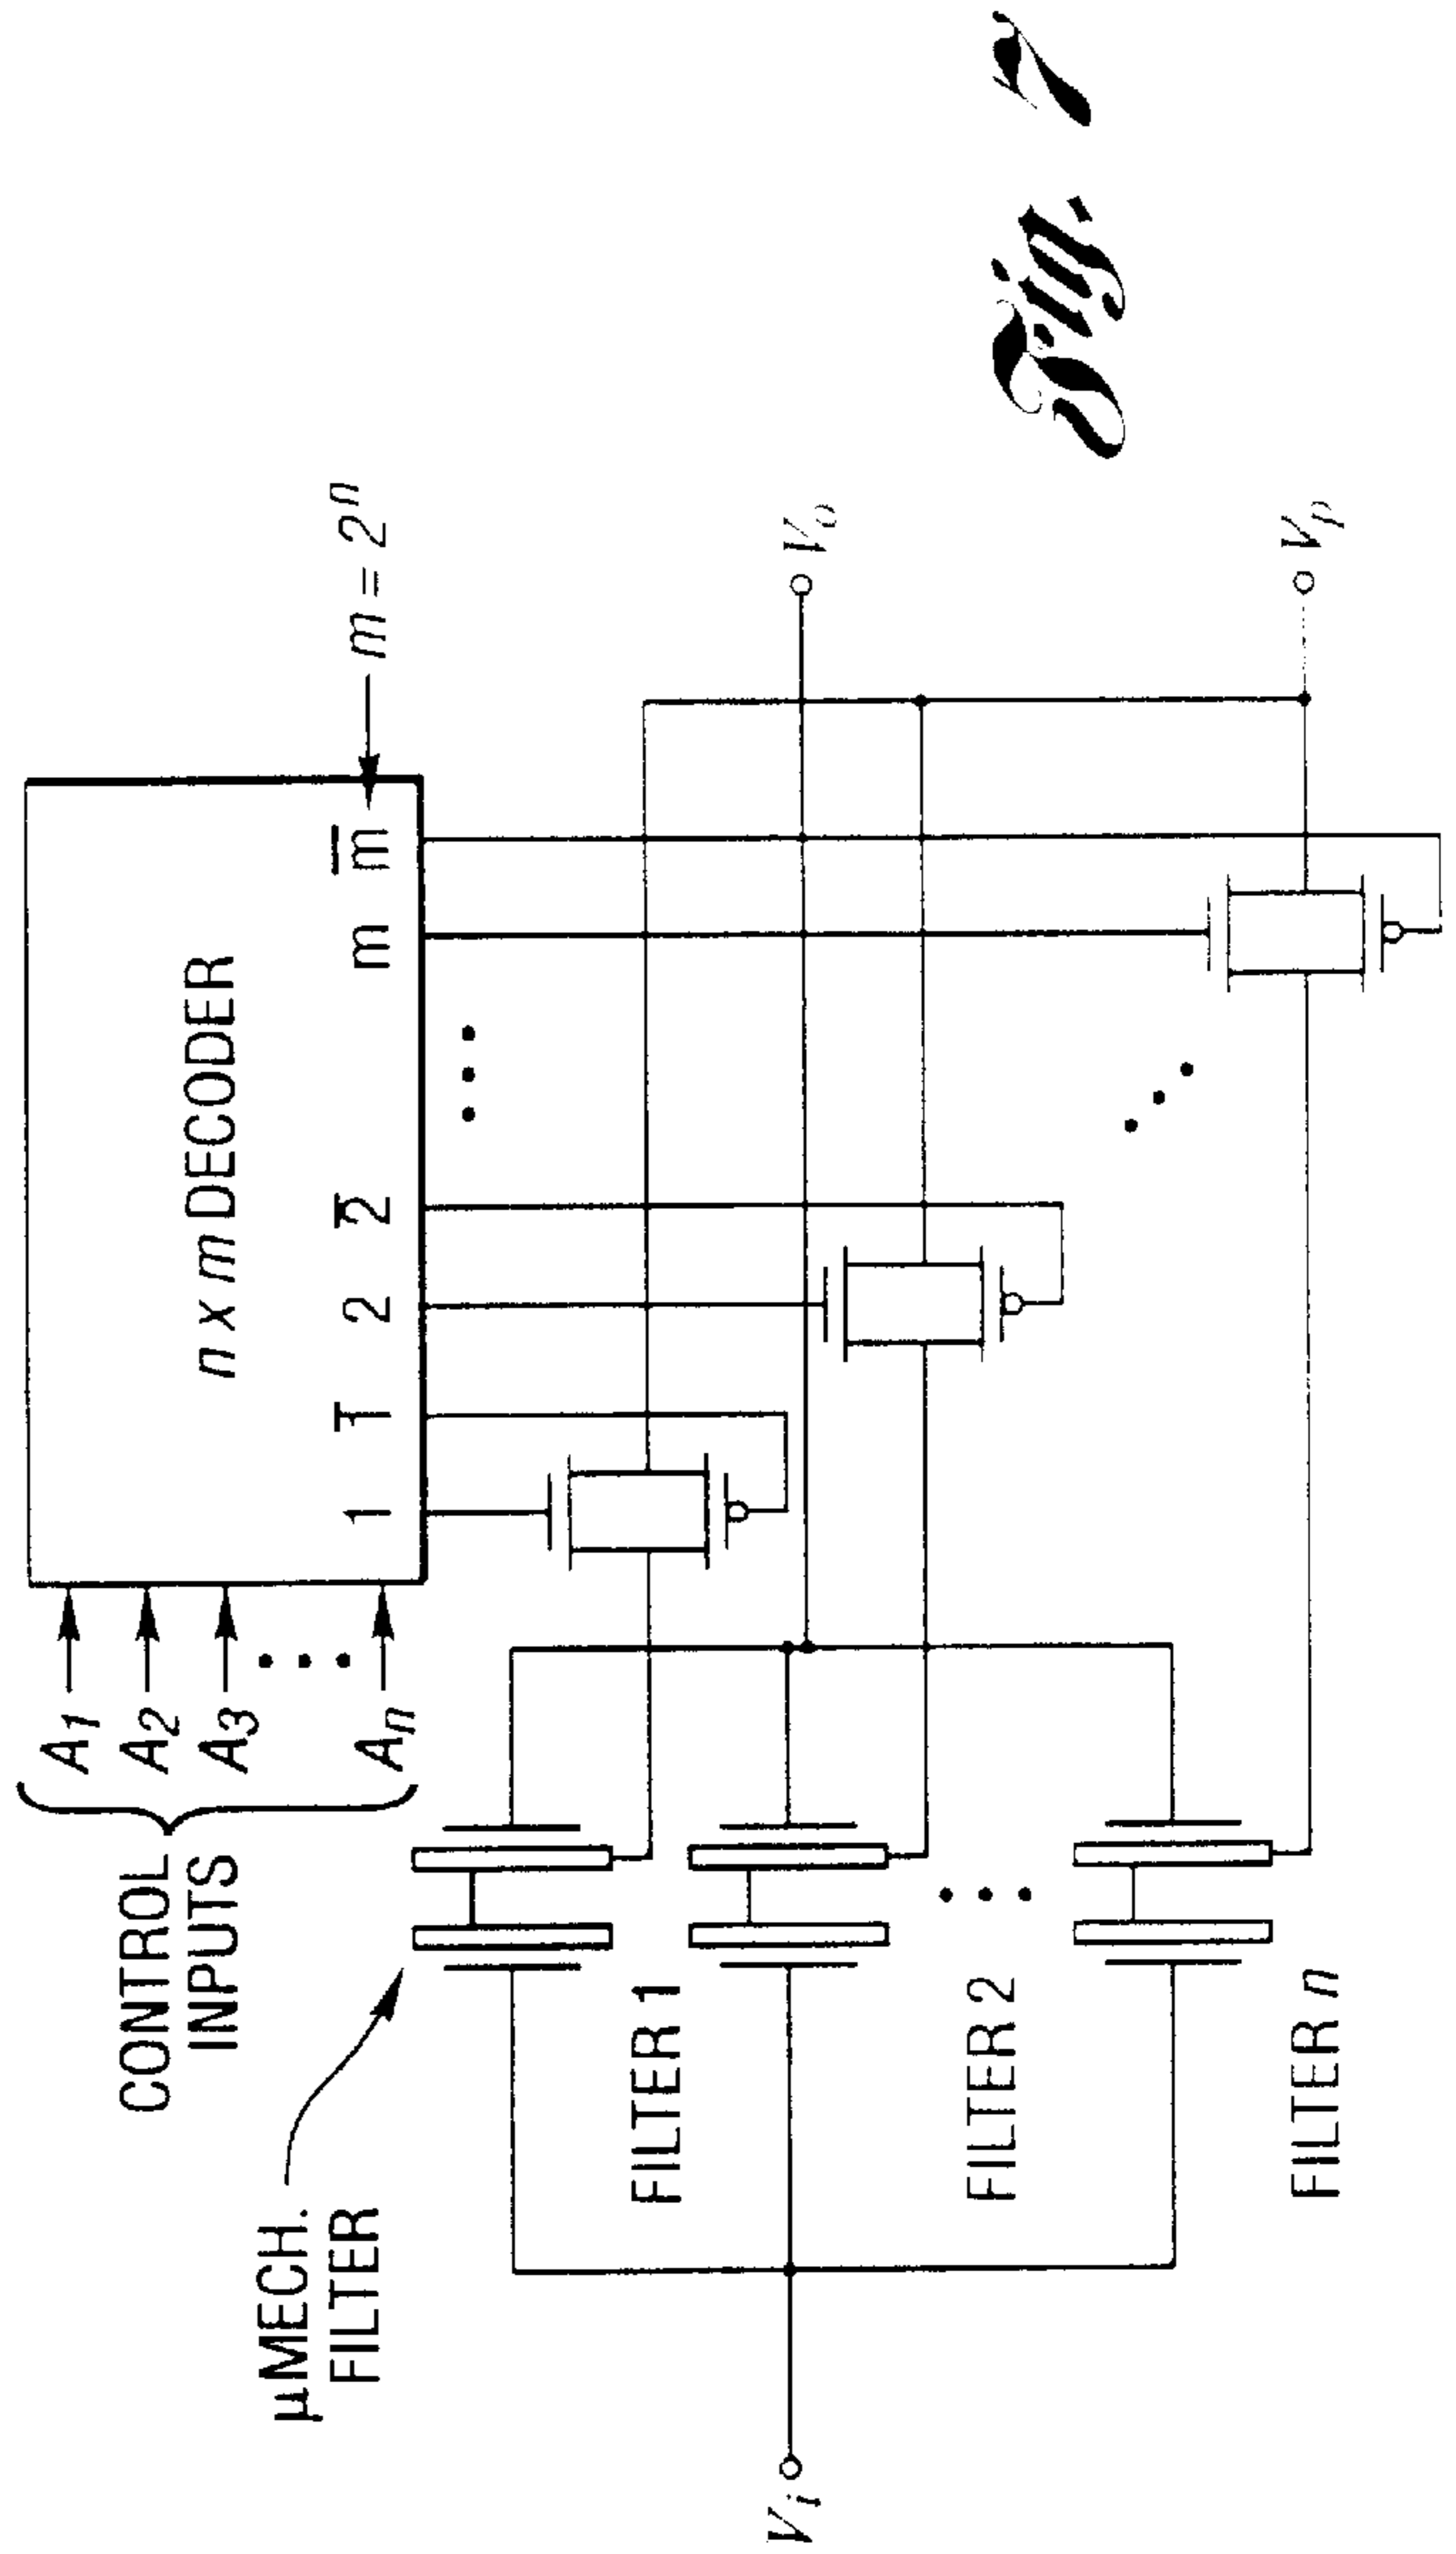 CONTROL
INPUTS
A1
A2
A3
An
n x m DECODER
1 1̅ 2 2̅ m m̅
m = 2ⁿ
μMECH.
FILTER
FILTER 1
FILTER 2
FILTER n
Vi
Vo
Vp
Fig. 7